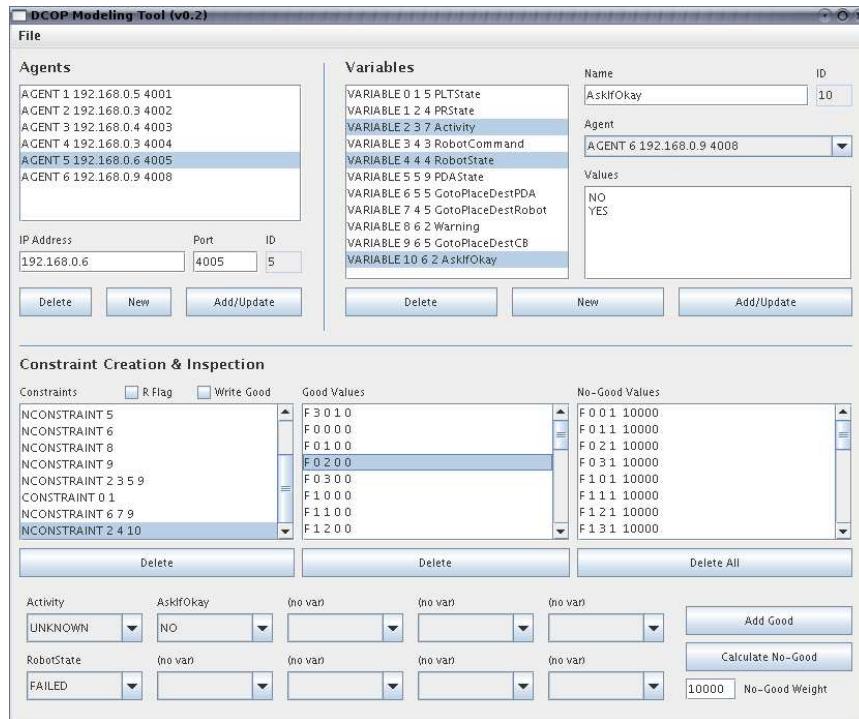 DCOP Modeling Tool (v0.2)
File
Agents
AGENT 1 192.168.0.5 4001
AGENT 2 192.168.0.3 4002
AGENT 3 192.168.0.4 4003
AGENT 4 192.168.0.3 4004
AGENT 5 192.168.0.6 4005
AGENT 6 192.168.0.9 4008
IP Address Port ID
192.168.0.6 4005 5
Delete New Add/Update
Variables
VARIABLE 0 1 5 PLTState
VARIABLE 1 2 4 PRState
VARIABLE 2 3 7 Activity
VARIABLE 3 4 3 RobotCommand
VARIABLE 4 4 4 RobotState
VARIABLE 5 5 9 PDAState
VARIABLE 6 5 5 GotoPlaceDestPDA
VARIABLE 7 4 5 GotoPlaceDestRobot
VARIABLE 8 6 2 Warning
VARIABLE 9 6 5 GotoPlaceDestCB
VARIABLE 10 6 2 AskIfOkay
Name ID
AskIfOkay 10
Agent
AGENT 6 192.168.0.9 4008
Values
NO
YES
Delete New Add/Update
Constraint Creation & Inspection
Constraints R Flag Write Good
NCONSTRAINT 5
NCONSTRAINT 6
NCONSTRAINT 8
NCONSTRAINT 9
NCONSTRAINT 2 3 5 9
CONSTRAINT 0 1
NCONSTRAINT 6 7 9
NCONSTRAINT 2 4 10
Delete
Good Values
F 3 0 1 0
F 0 0 0 0
F 0 1 0 0
F 0 2 0 0
F 0 3 0 0
F 1 0 0 0
F 1 1 0 0
F 1 2 0 0
Delete
No-Good Values
F 0 0 1 10000
F 0 1 1 10000
F 0 2 1 10000
F 0 3 1 10000
F 1 0 1 10000
F 1 1 1 10000
F 1 2 1 10000
F 1 3 1 10000
Delete All
Activity AskIfOkay (no var) (no var) (no var)
UNKNOWN NO
Add Good
RobotState (no var) (no var) (no var) (no var)
Calculate No-Good
FAILED
10000 No-Good Weight